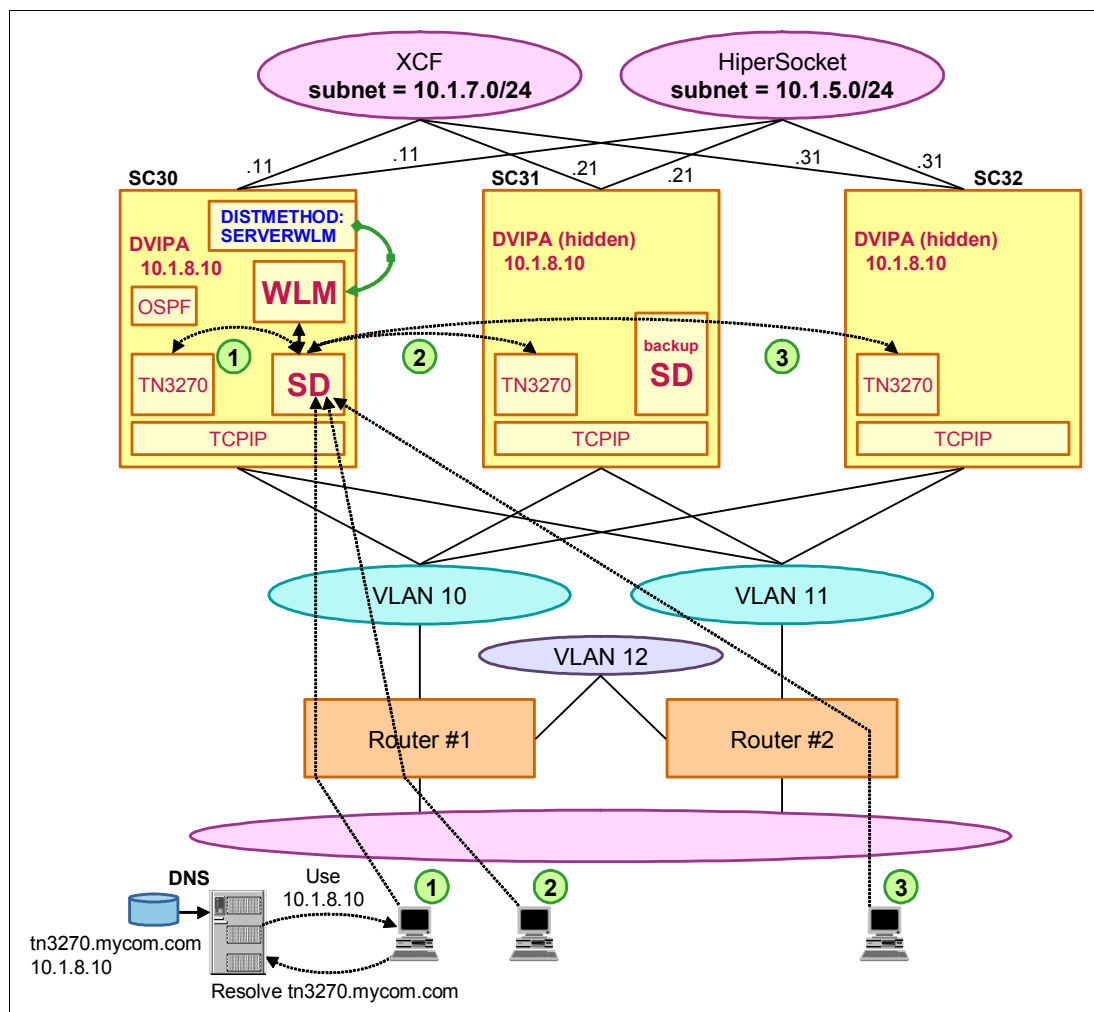 XCF
subnet = 10.1.7.0/24
HiperSocket
subnet = 10.1.5.0/24
.11
.11
.21
.21
.31
.31
SC30
SC31
SC32
DISTMETHOD:
SERVERWLM
DVIPA
10.1.8.10
WLM
OSPF
1
TN3270
SD
TCPIP
DVIPA (hidden)
10.1.8.10
2
TN3270
backup
SD
TCPIP
DVIPA (hidden)
10.1.8.10
3
TN3270
TCPIP
VLAN 10
VLAN 11
VLAN 12
Router #1
Router #2
DNS
tn3270.mycom.com
10.1.8.10
Use
10.1.8.10
Resolve tn3270.mycom.com
1
2
3